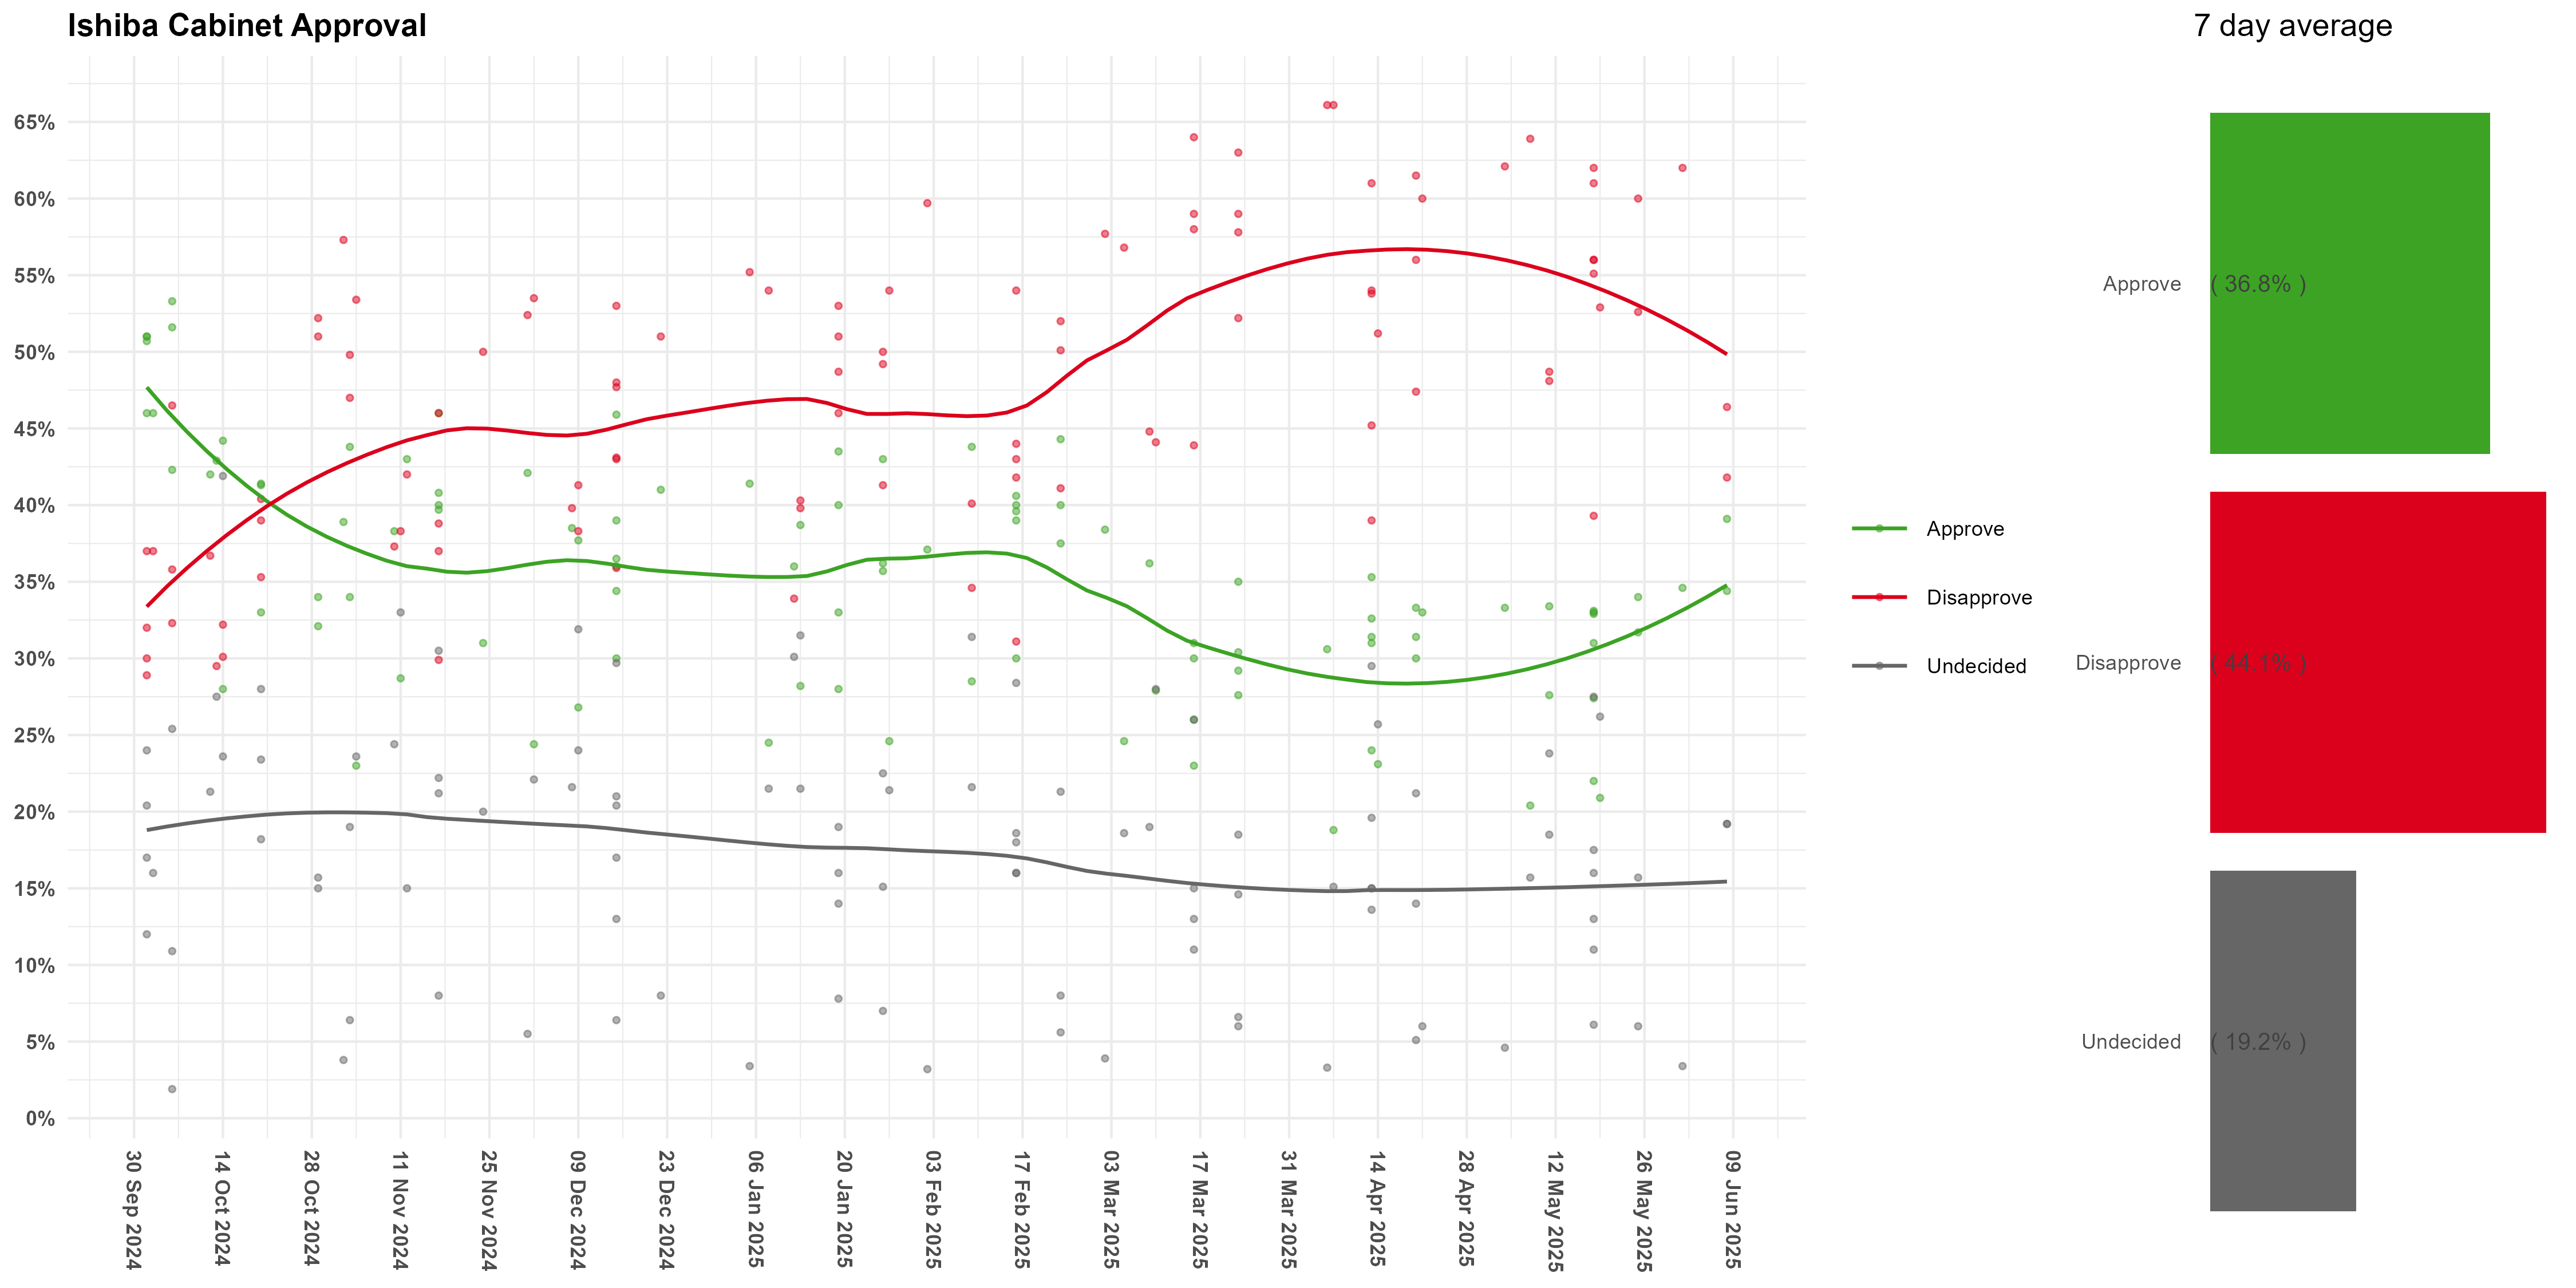 Ishiba Cabinet Approval
7 day average
65%
60%
55%
50%
45%
40%
35%
30%
25%
20%
15%
10%
5%
0%
30 Sep 2024
14 Oct 2024
28 Oct 2024
11 Nov 2024
25 Nov 2024
09 Dec 2024
23 Dec 2024
06 Jan 2025
20 Jan 2025
03 Feb 2025
17 Feb 2025
03 Mar 2025
17 Mar 2025
31 Mar 2025
14 Apr 2025
28 Apr 2025
12 May 2025
26 May 2025
09 Jun 2025
Approve
Disapprove
Undecided
Approve ( 36.8% )
Disapprove ( 44.1% )
Undecided ( 19.2% )